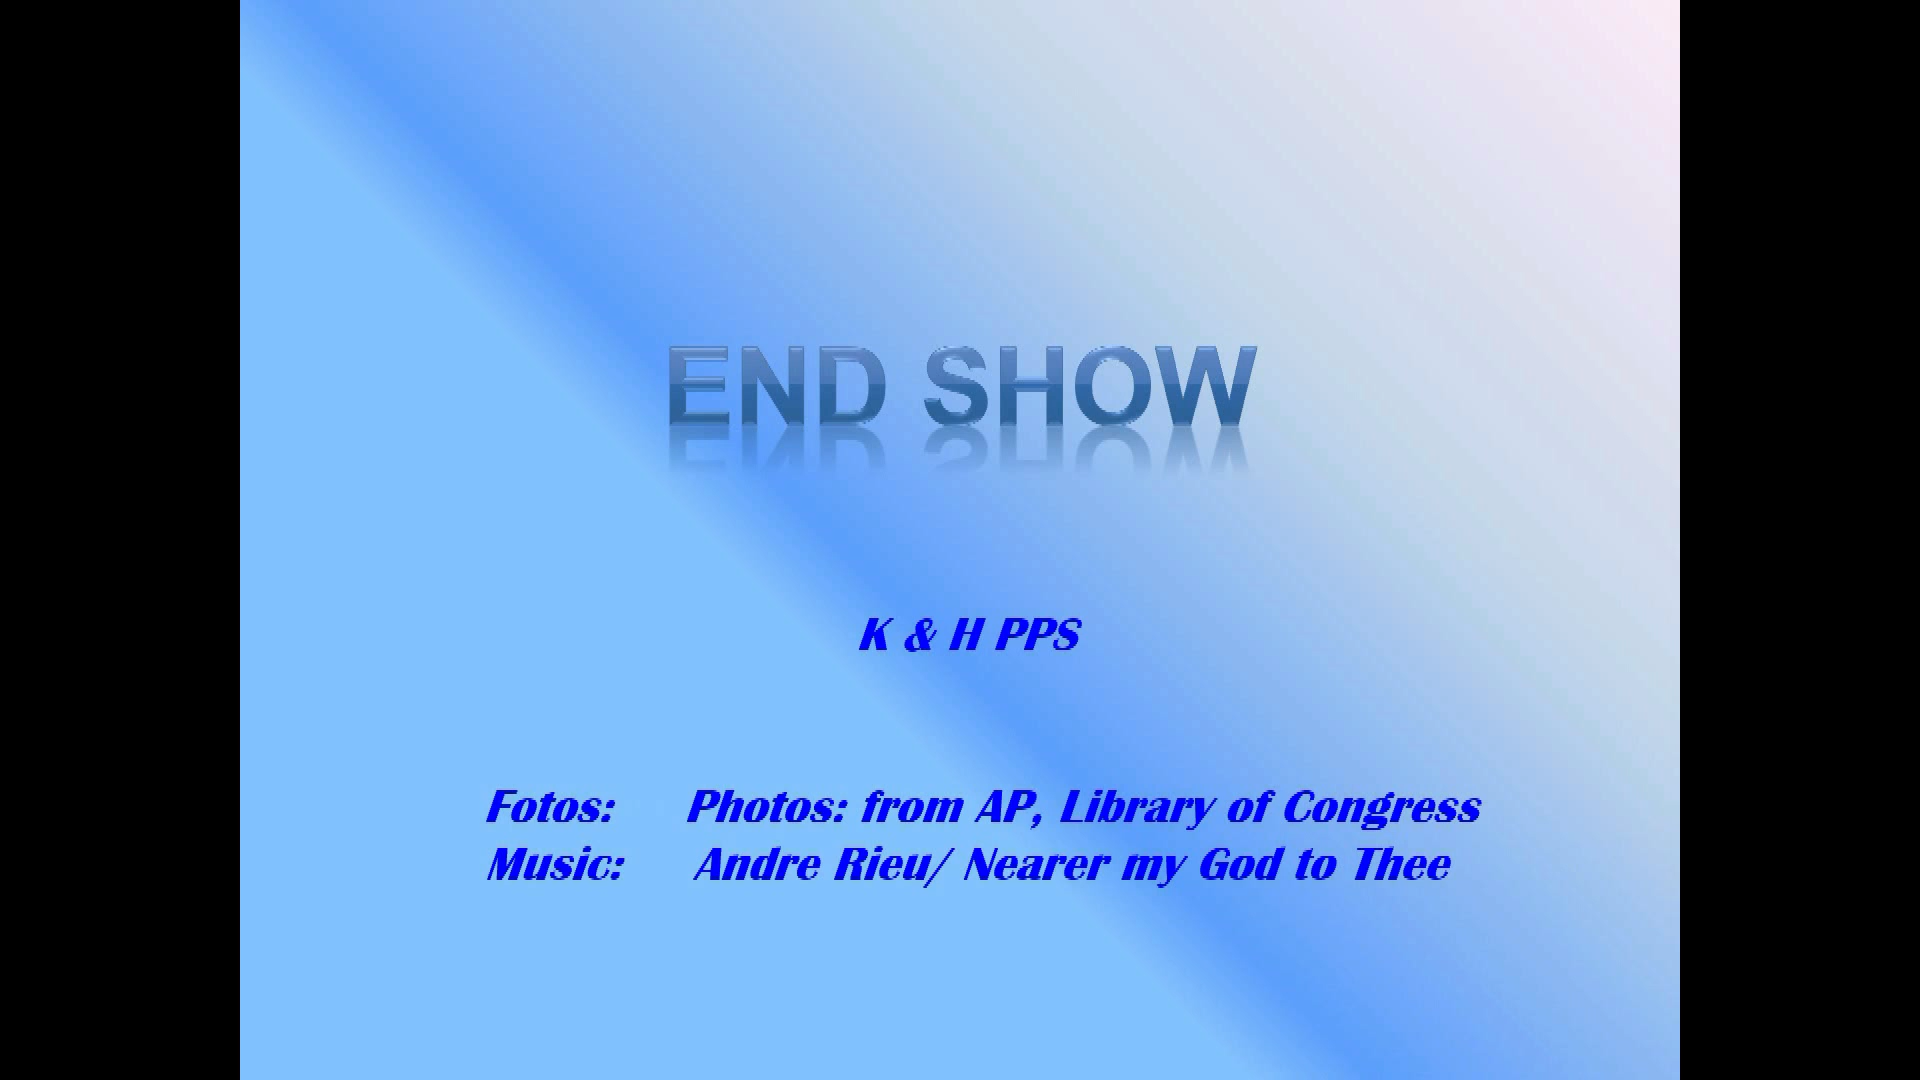 END SHOW
K & H PPS
Fotos: Photos: from AP, Library of Congress
Music: Andre Rieu/ Nearer my God to Thee